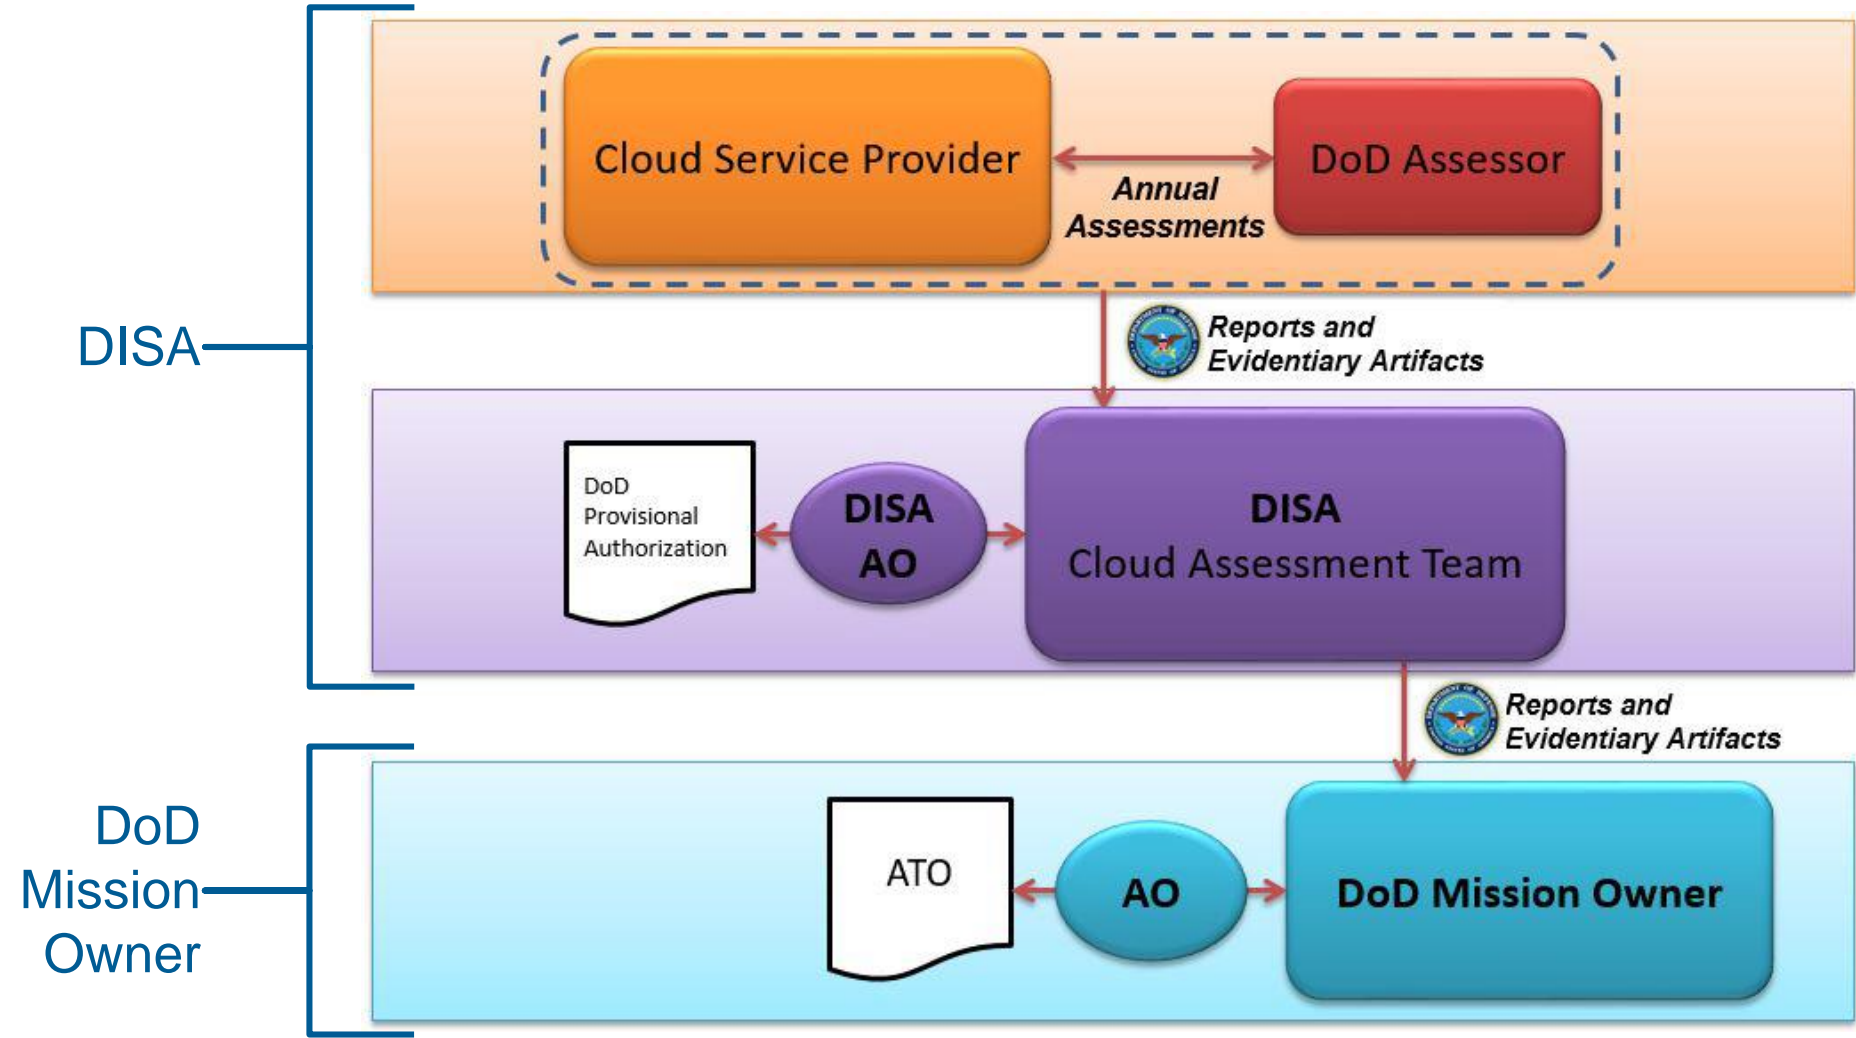 Cloud Service Provider
DoD Assessor
Annual
Assessments
DISA
Reports and
Evidentiary Artifacts
DoD
Provisional
Authorization
DISA
AO
DISA
Cloud Assessment Team
Reports and
Evidentiary Artifacts
DoD
Mission
Owner
ATO
AO
DoD Mission Owner